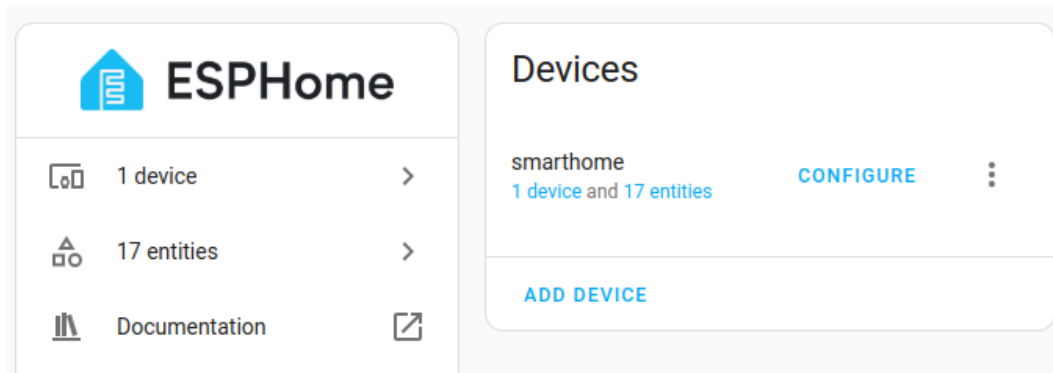 ESPHome
1 device
17 entities
Documentation
Devices
smarthome
1 device and 17 entities
CONFIGURE
ADD DEVICE